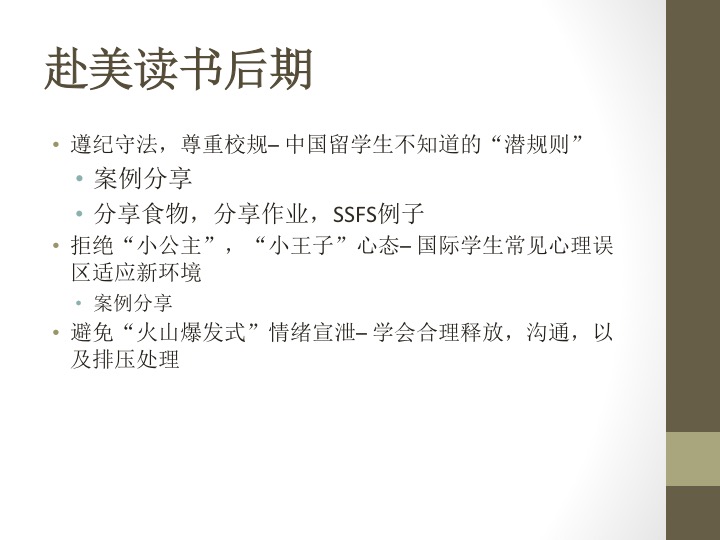 赴美读书后期
• 遵纪守法，尊重校规– 中国留学生不知道的“潜规则”
• 案例分享
• 分享食物，分享作业，SSFS例子
• 拒绝“小公主”，“小王子”心态– 国际学生常见心理误
区适应新环境
• 案例分享
• 避免“火山爆发式”情绪宣泄– 学会合理释放，沟通，以
及排压处理